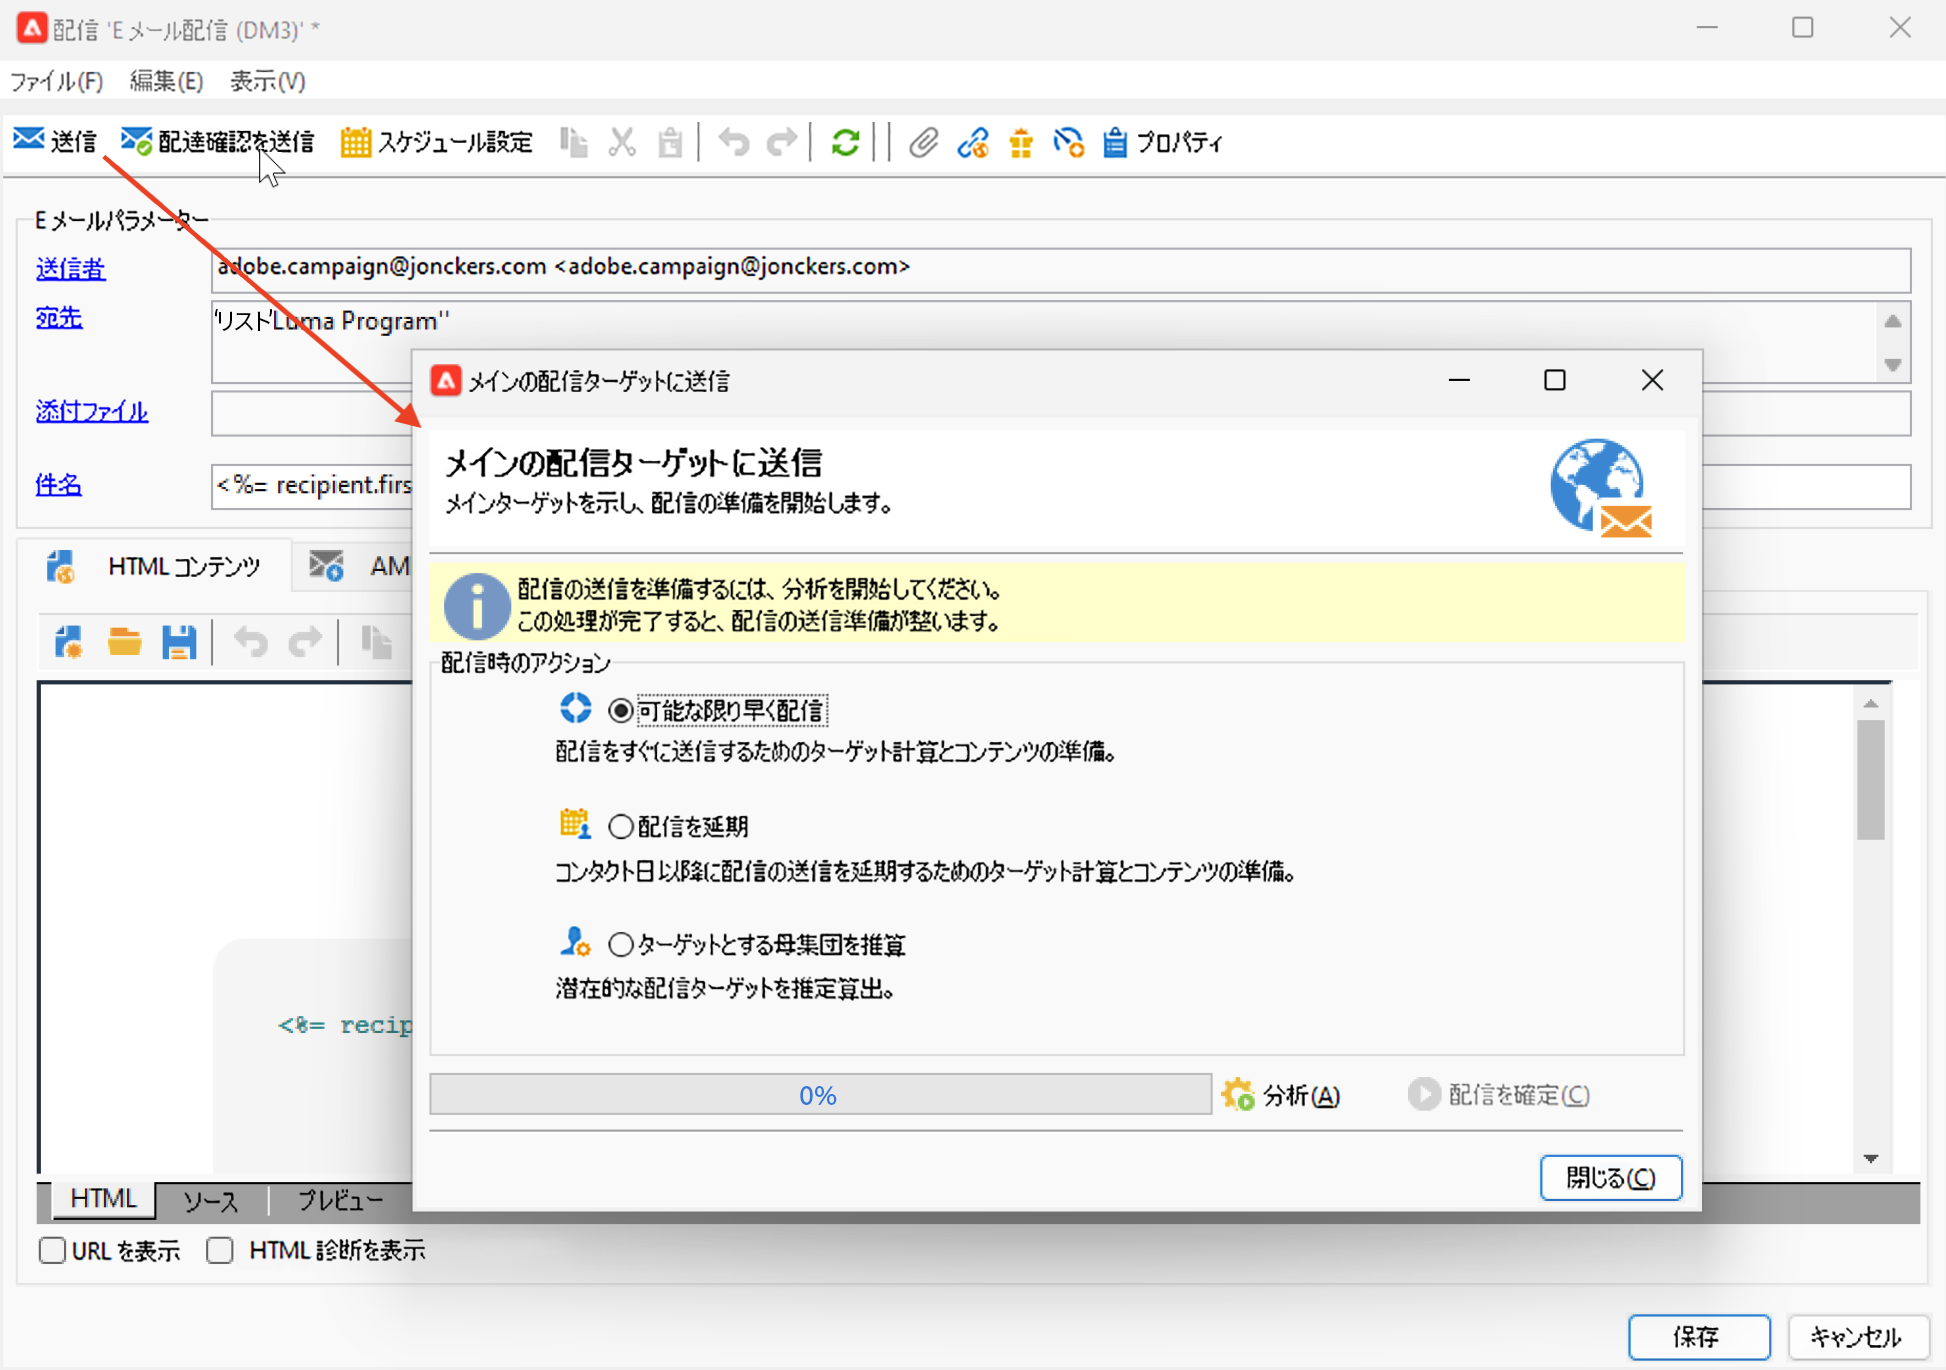 配信 'E メール配信 (DM3)' *
ファイル(F) 編集(E) 表示(V)
送信 配達確認を送信 スケジュール設定 プロパティ
E メールパラメーター
送信者 adobe.campaign@jonckers.com <adobe.campaign@jonckers.com>
宛先 'リスト'Luma Program''
添付ファイル
件名 <%= recipient.firs
メインの配信ターゲットに送信
メインの配信ターゲットに送信
メインターゲットを示し、配信の準備を開始します。
HTML コンテンツ AM
配信の送信を準備するには、分析を開始してください。
この処理が完了すると、配信の送信準備が整います。
配信時のアクション
可能な限り早く配信
配信をすぐに送信するためのターゲット計算とコンテンツの準備。
配信を延期
コンタクト日以降に配信の送信を延期するためのターゲット計算とコンテンツの準備。
ターゲットとする母集団を推算
潜在的な配信ターゲットを推定算出。
<%= recip
0% 分析(A) 配信を確定(C)
閉じる(C)
HTML ソース プレビュー
URL を表示 HTML 診断を表示
保存 キャンセル